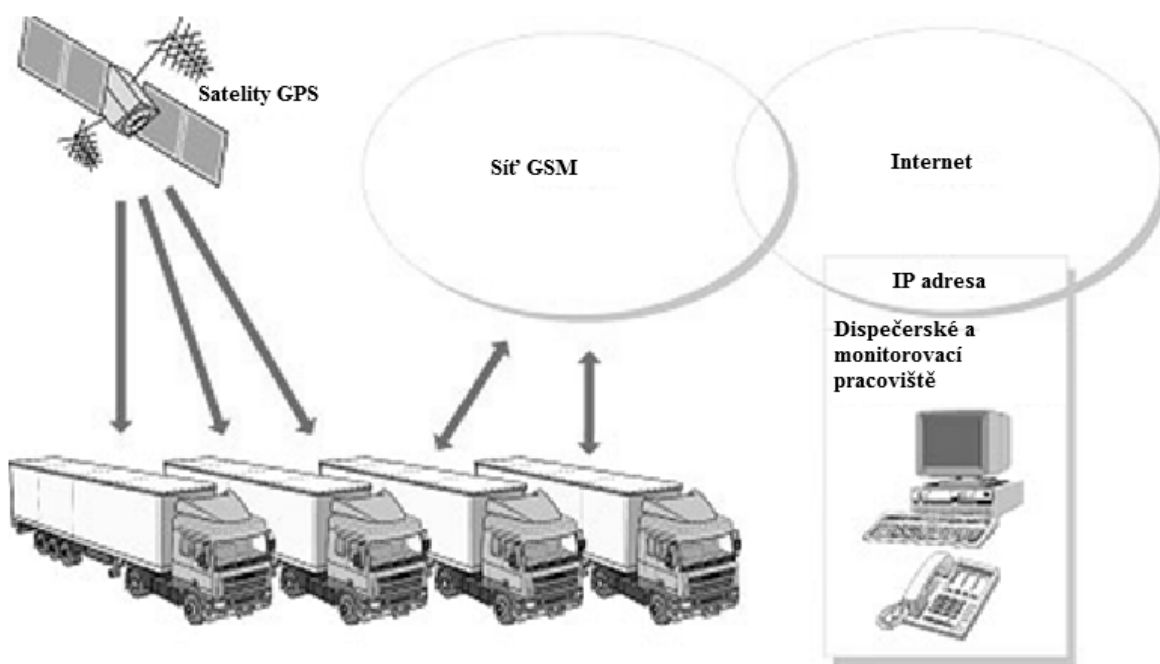 Satelity GPS
Síť GSM
Internet
IP adresa
Dispečerské a
monitorovací
pracoviště